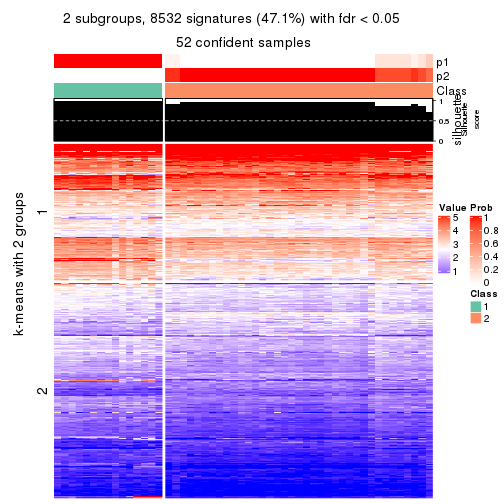 2 subgroups, 8532 signatures (47.1%) with fdr < 0.05
52 confident samples
p1
p2
Class
1
0.5
0
silhouette
Silhouette
score
k-means with 2 groups
1
2
Value
5
4
3
2
1
Prob
1
0.8
0.6
0.4
0.2
0
Class
1
2